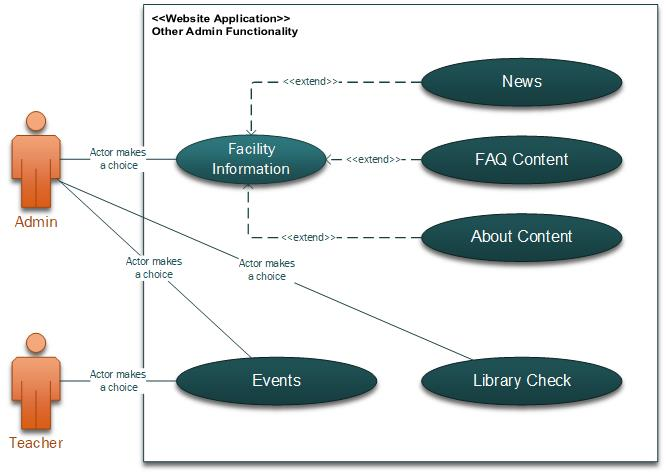 <<Website Application>>
Other Admin Functionality
<<extend>>
News
Actor makes
a choice
Facility
Information
<<extend>>
FAQ Content
Admin
<<extend>>
About Content
Actor makes
a choice
Actor makes
a choice
Actor makes
a choice
Events
Library Check
Teacher